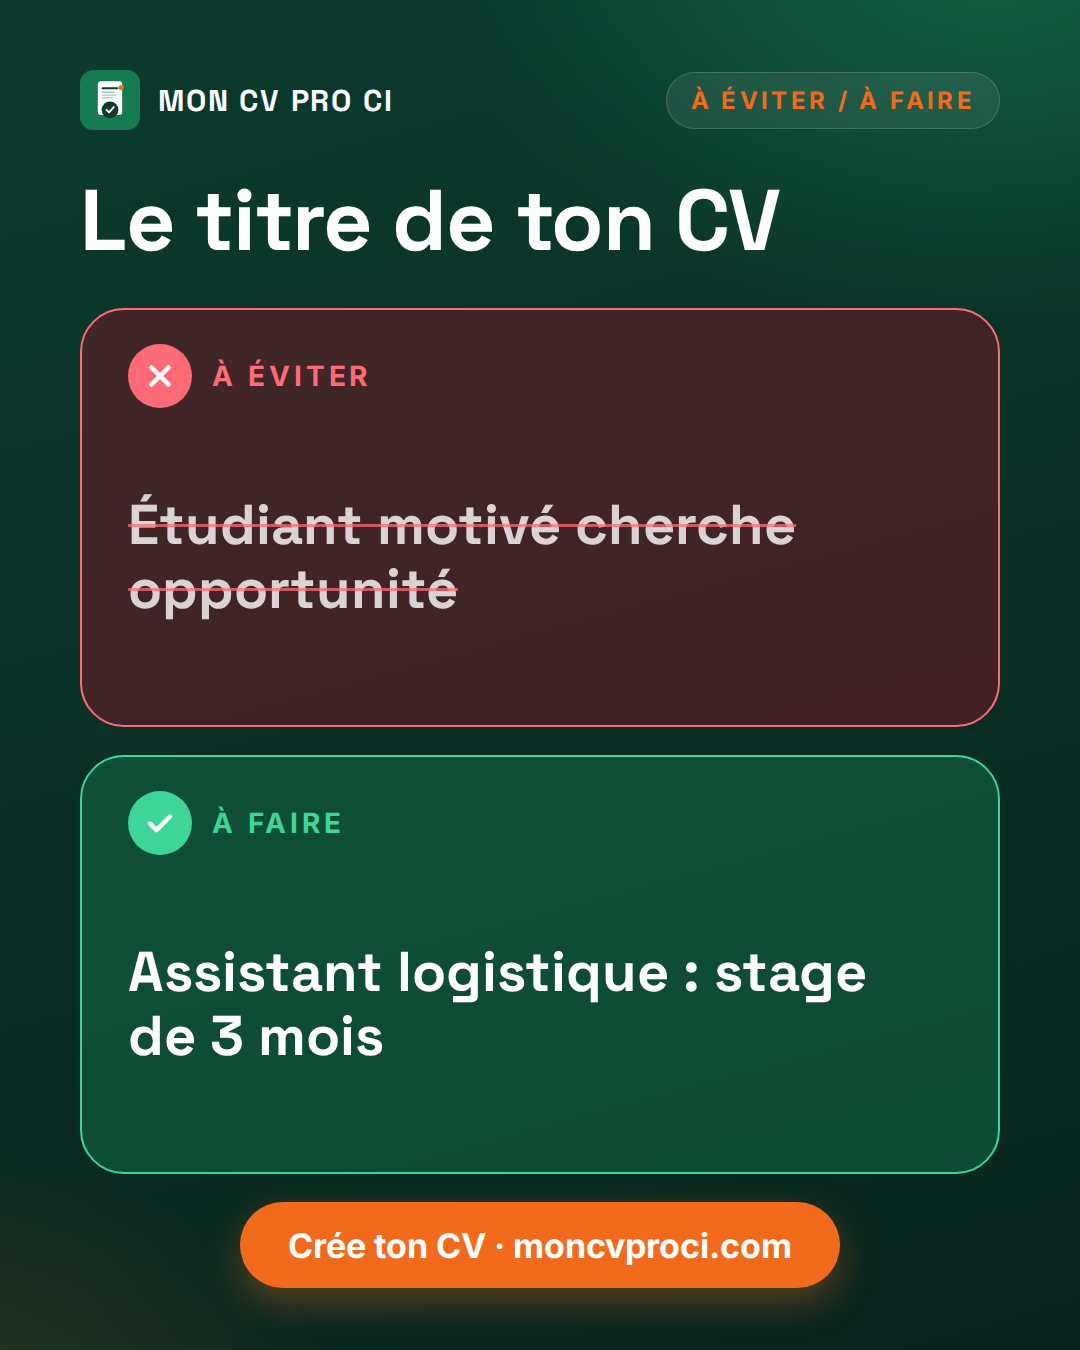 MON CV PRO CI
À ÉVITER / À FAIRE
Le titre de ton CV
À ÉVITER
Étudiant motivé cherche
opportunité
À FAIRE
Assistant logistique : stage
de 3 mois
Crée ton CV · moncvproci.com